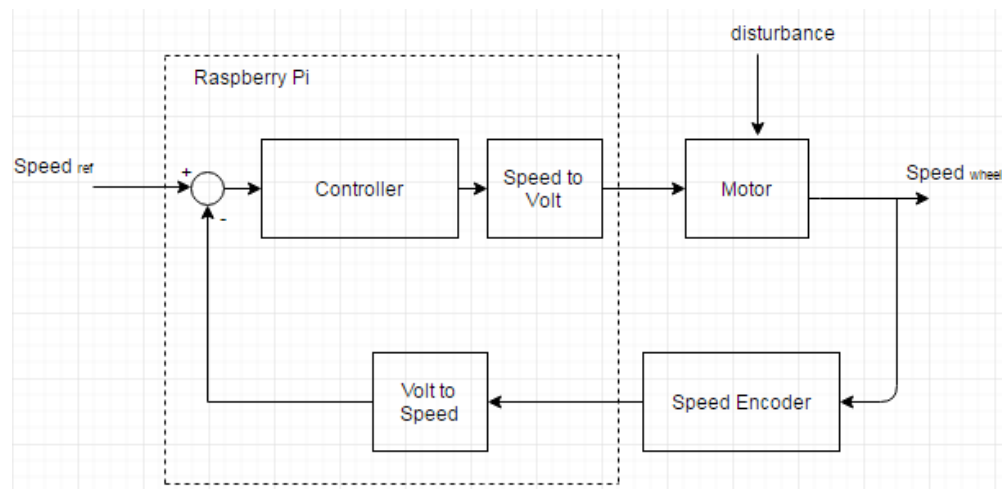 disturbance
Raspberry Pi
Speed ref
+
-
Controller
Speed to
Volt
Motor
Speed wheel
Volt to
Speed
Speed Encoder